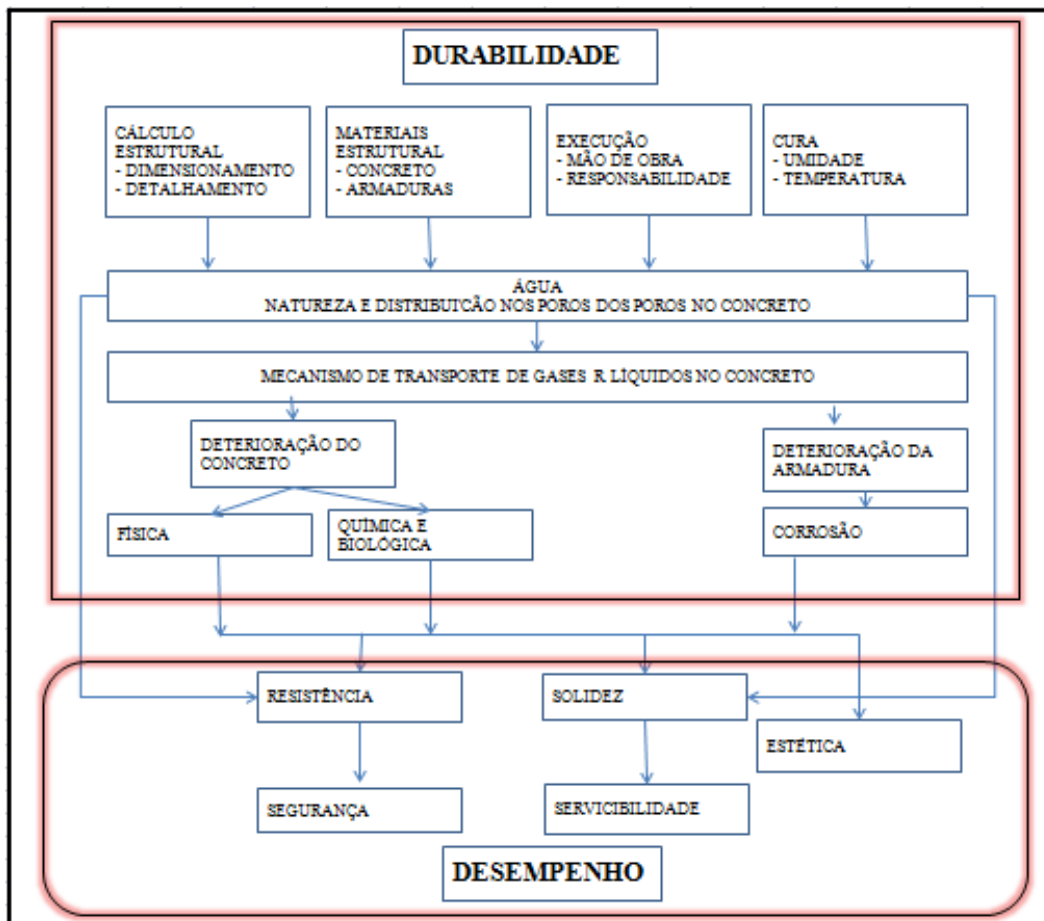 DURABILIDADE
CÁLCULO
ESTRUTURAL
- DIMENSIONAMENTO
- DETALHAMENTO
MATERIAIS
ESTRUTURAL
- CONCRETO
- ARMADURAS
EXECUÇÃO
- MÃO DE OBRA
- RESPONSABILIDADE
CURA
- UMIDADE
- TEMPERATURA
ÁGUA
NATUREZA E DISTRIBUTCÃO NOS POROS DOS POROS NO CONCRETO
MECANISMO DE TRANSPORTE DE GASES R LÍQUIDOS NO CONCRETO
DETERIORAÇÃO DO
CONCRETO
DETERIORAÇÃO DA
ARMADURA
FÍSICA
QUÍMICA E
BIOLÓGICA
CORROSÃO
RESISTÊNCIA
SOLIDEZ
ESTÉTICA
SEGURANÇA
SERVICIBILIDADE
DESEMPENHO